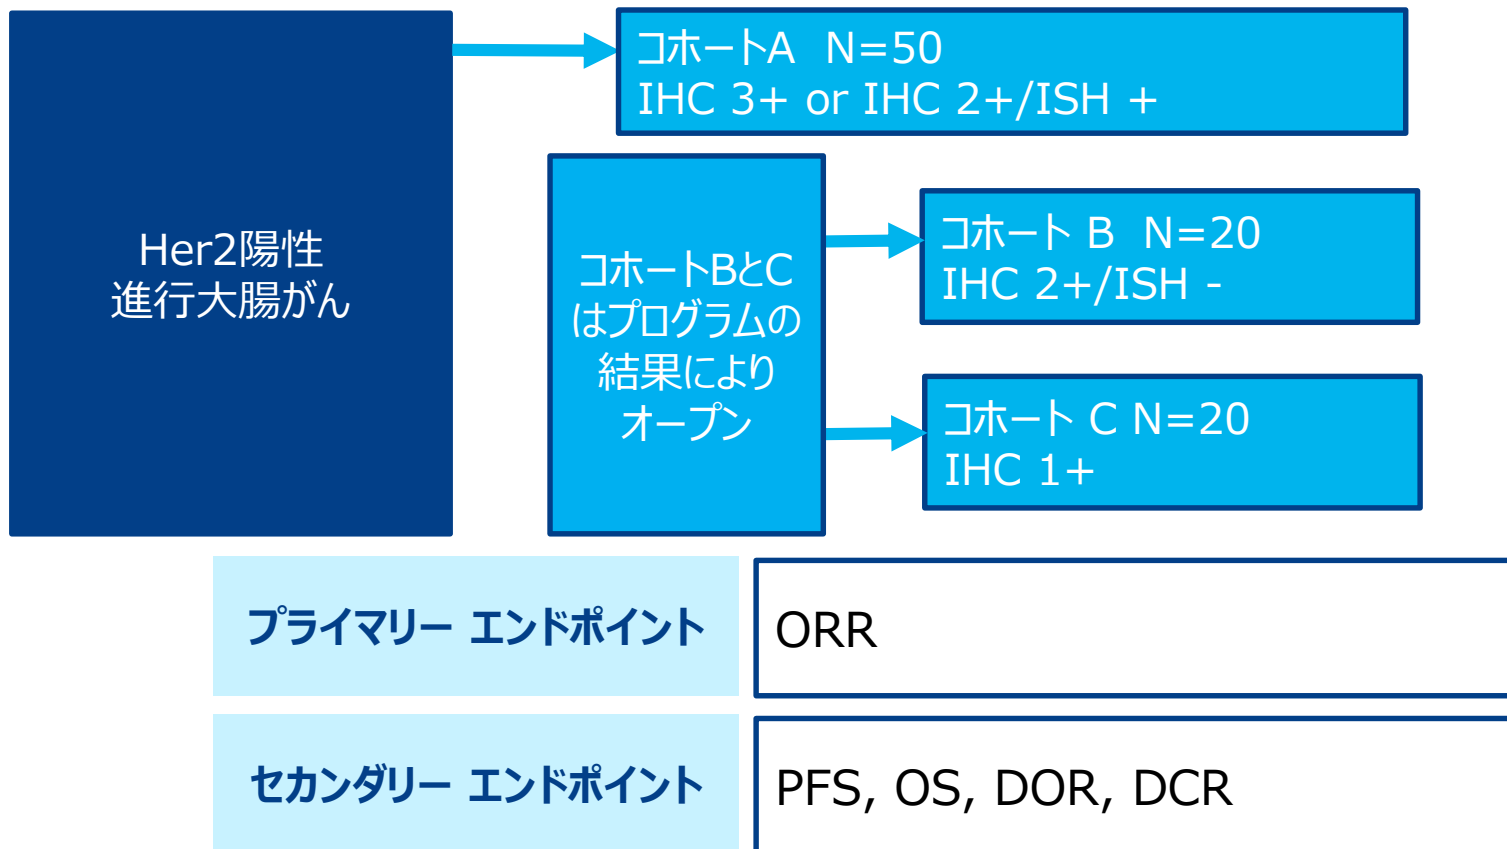 Her2陽性
進行大腸がん
コホートA N=50
IHC 3+ or IHC 2+/ISH +
コホートBとC
はプログラムの
結果により
オープン
コホート B N=20
IHC 2+/ISH -
コホート C N=20
IHC 1+
プライマリー エンドポイント
ORR
セカンダリー エンドポイント
PFS, OS, DOR, DCR